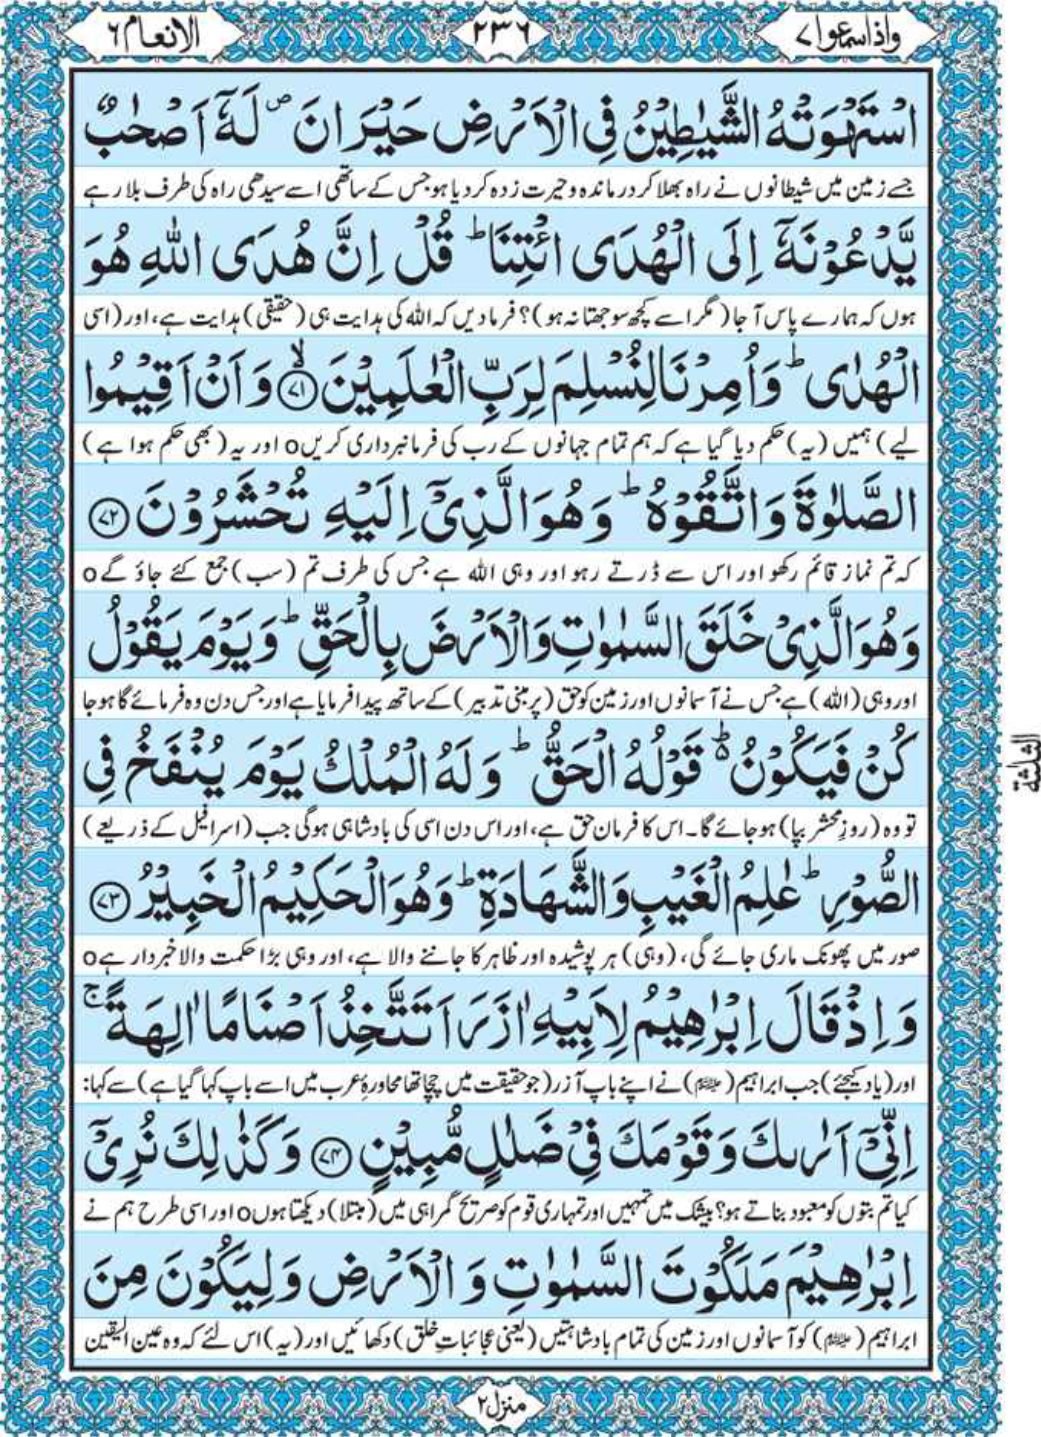 واذا سمعوا ٧
٢٣٦
الانعام ٦
اسْتَهْوَتْهُ الشَّيٰطِيْنُ فِي الْاَرْضِ حَيْرَانَ ۪ لَهٗۤ اَصْحٰبٌ
جسے زمین میں شیطانوں نے راہ بھلا کر درماندہ و حیرت زدہ کر دیا ہو جس کے ساتھی اسے سیدھی راہ کی طرف بلا رہے
يَّدْعُوْنَهٗۤ اِلَى الْهُدَى ائْتِنَا ؕ قُلْ اِنَّ هُدَى اللّٰهِ هُوَ
ہوں کہ ہمارے پاس آ جا (مگر اسے کچھ سوجھتا نہ ہو)؟ فرما دیں کہ اللہ کی ہدایت ہی (حقیقی) ہدایت ہے، اور (اسی
الْهُدٰى ؕ وَاُمِرْنَا لِنُسْلِمَ لِرَبِّ الْعٰلَمِيْنَ ۙ‏﴿٧١﴾ وَاَنْ اَقِيْمُوا
لیے) ہمیں (یہ) حکم دیا گیا ہے کہ ہم تمام جہانوں کے رب کی فرمانبرداری کریںo اور یہ (بھی حکم ہوا ہے)
الصَّلٰوةَ وَاتَّقُوْهُ ؕ وَهُوَ الَّذِيْۤ اِلَيْهِ تُحْشَرُوْنَ ﴿٧٢﴾
کہ تم نماز قائم رکھو اور اس سے ڈرتے رہو اور وہی اللہ ہے جس کی طرف تم (سب) جمع کئے جاؤ گےo
وَهُوَ الَّذِيْ خَلَقَ السَّمٰوٰتِ وَالْاَرْضَ بِالْحَقِّ ؕ وَيَوْمَ يَقُوْلُ
اور وہی (اللہ) ہے جس نے آسمانوں اور زمین کو حق (پر مبنی تدبیر) کے ساتھ پیدا فرمایا ہے اور جس دن وہ فرمائے گا ہو جا
كُنْ فَيَكُوْنُ ۬ؕ قَوْلُهُ الْحَقُّ ؕ وَلَهُ الْمُلْكُ يَوْمَ يُنْفَخُ فِي
تو وہ (روزِ محشر بپا) ہو جائے گا۔ اس کا فرمان حق ہے، اور اس دن اسی کی بادشاہی ہوگی جب (اسرافیل کے ذریعے)
الثلٰثة
الصُّوْرِ ؕ عٰلِمُ الْغَيْبِ وَالشَّهَادَةِ ؕ وَهُوَ الْحَكِيْمُ الْخَبِيْرُ ﴿٧٣﴾
صور میں پھونک ماری جائے گی، (وہی) ہر پوشیدہ اور ظاہر کا جاننے والا ہے، اور وہی بڑا حکمت والا خبردار ہےo
وَاِذْ قَالَ اِبْرٰهِيْمُ لِاَبِيْهِ اٰزَرَ اَتَتَّخِذُ اَصْنَامًا اٰلِهَةً ۚ
اور (یاد کیجئے) جب ابراہیم (علیہ السلام) نے اپنے باپ آزر (جو حقیقت میں چچا تھا محاورۂ عرب میں اسے باپ کہا گیا ہے) سے کہا:
اِنِّيْۤ اَرٰىكَ وَقَوْمَكَ فِيْ ضَلٰلٍ مُّبِيْنٍ ﴿٧٤﴾ وَكَذٰلِكَ نُرِيْۤ
کیا تم بتوں کو معبود بناتے ہو؟ بیشک میں تمہیں اور تمہاری قوم کو صریح گمراہی میں (مبتلا) دیکھتا ہوںo اور اسی طرح ہم نے
اِبْرٰهِيْمَ مَلَكُوْتَ السَّمٰوٰتِ وَ الْاَرْضِ وَلِيَكُوْنَ مِنَ
ابراہیم (علیہ السلام) کو آسمانوں اور زمین کی تمام بادشاہتیں (یعنی عجائباتِ خلق) دکھائیں اور (یہ) اس لئے کہ وہ عین الیقین
منزل ٢